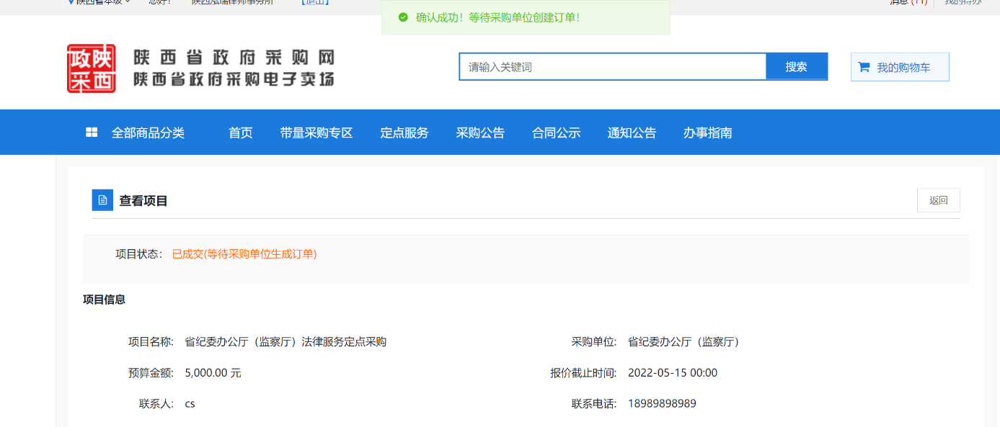 陕西省本级
您好！
陕西泓瑞律师事务所
【退出】
确认成功！等待采购单位创建订单！
消息 (11)
我的待办
政陕
采西
陕西省政府采购网
陕西省政府采购电子卖场
请输入关键词
搜索
我的购物车
全部商品分类
首页
带量采购专区
定点服务
采购公告
合同公示
通知公告
办事指南
查看项目
返回
项目状态： 已成交(等待采购单位生成订单)
项目信息
项目名称: 省纪委办公厅（监察厅）法律服务定点采购
采购单位: 省纪委办公厅（监察厅）
预算金额: 5,000.00 元
报价截止时间: 2022-05-15 00:00
联系人: cs
联系电话: 18989898989